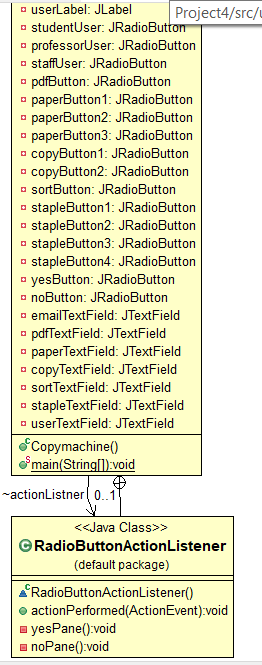 Project4/src/u
userLabel: JLabel
studentUser: JRadioButton
professorUser: JRadioButton
staffUser: JRadioButton
pdfButton: JRadioButton
paperButton1: JRadioButton
paperButton2: JRadioButton
paperButton3: JRadioButton
copyButton1: JRadioButton
copyButton2: JRadioButton
sortButton: JRadioButton
stapleButton1: JRadioButton
stapleButton2: JRadioButton
stapleButton3: JRadioButton
stapleButton4: JRadioButton
yesButton: JRadioButton
noButton: JRadioButton
emailTextField: JTextField
pdfTextField: JTextField
paperTextField: JTextField
copyTextField: JTextField
sortTextField: JTextField
stapleTextField: JTextField
userTextField: JTextField
Copymachine()
main(String[]):void
~actionListner 0..1
<<Java Class>>
RadioButtonActionListener
(default package)
RadioButtonActionListener()
actionPerformed(ActionEvent):void
yesPane():void
noPane():void